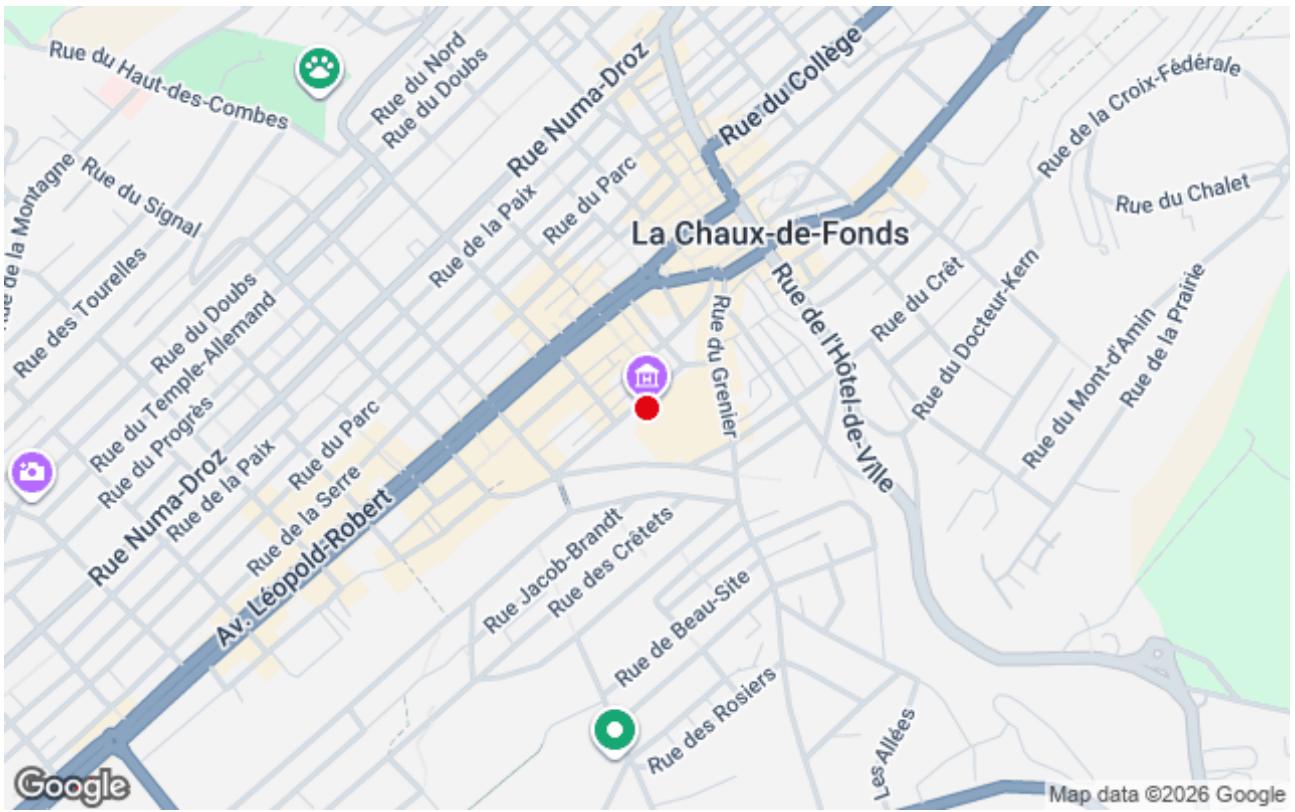 Rue du Haut-des-Combes
Rue du Nord
Rue du Doubs
Rue Numa-Droz
Rue du Collège
Rue de la Croix-Fédérale
Rue du Chalet
Rue de la Montagne
Rue du Signal
Rue de la Paix
Rue du Parc
La Chaux-de-Fonds
Rue des Tourelles
Rue du Doubs
Rue du Temple-Allemand
Rue du Progrès
Rue Numa-Droz
Rue de la Paix
Rue du Parc
Rue de la Serre
Av. Léopold-Robert
Rue du Grenier
Rue de l'Hôtel-de-Ville
Rue du Crêt
Rue du Docteur-Kern
Rue du Mont-d'Amin
Rue de la Prairie
Rue Jacob-Brandt
Rue des Crêtets
Rue de Beau-Site
Rue des Rosiers
Les Allées
Google
Map data ©2026 Google